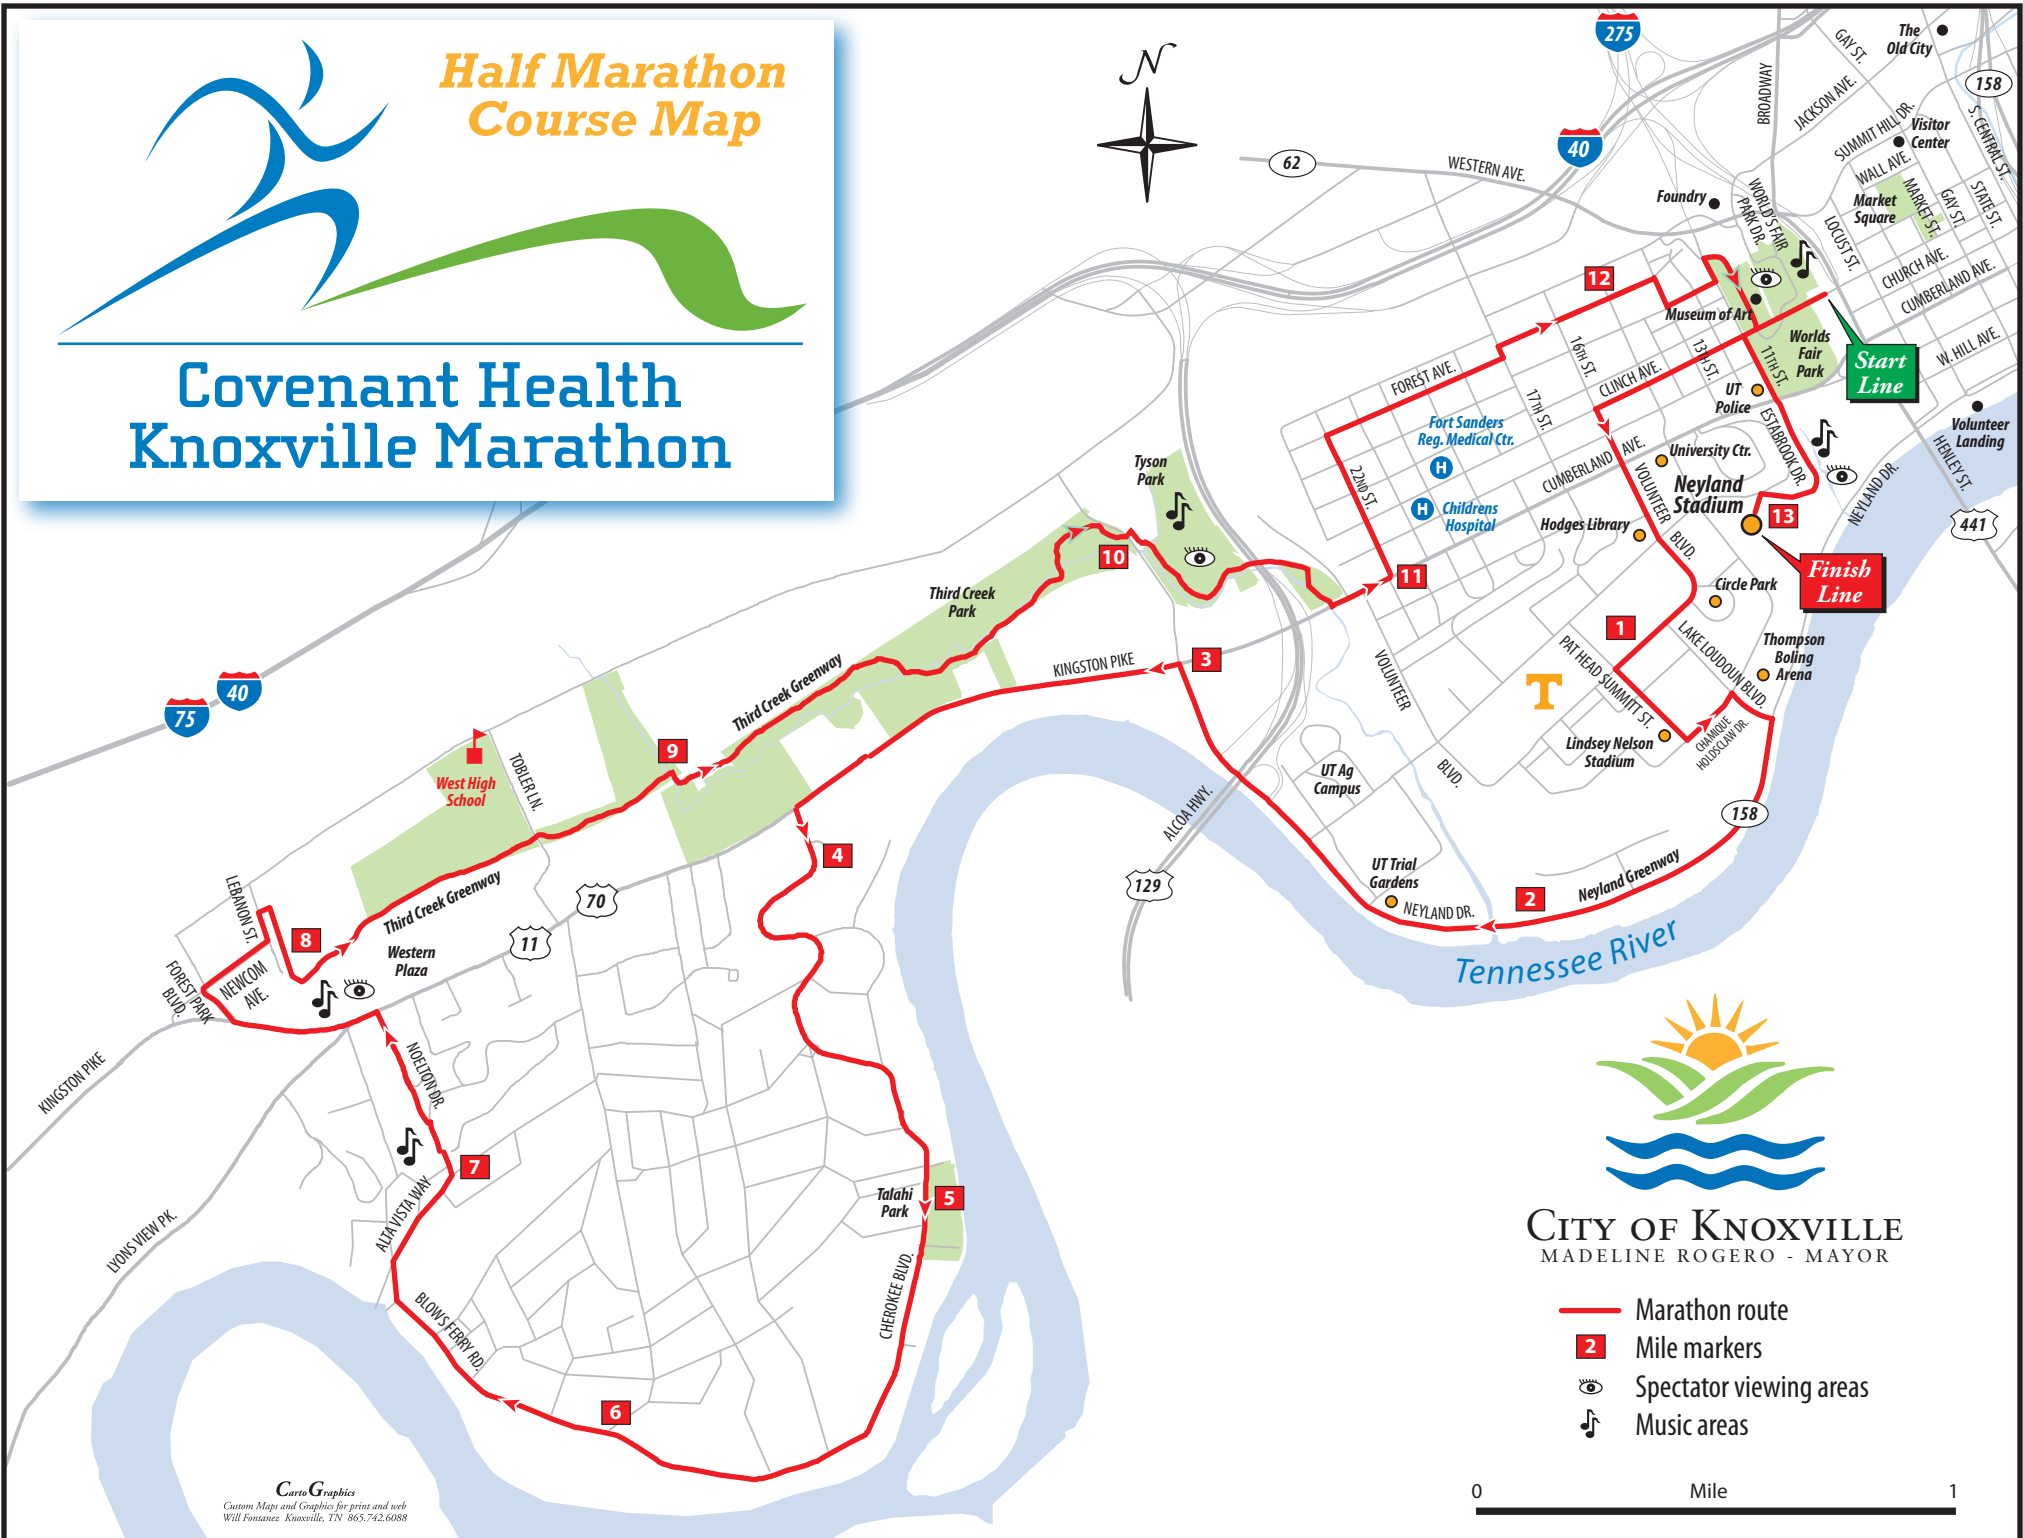 Half Marathon
Course Map
Covenant Health
Knoxville Marathon
N
275
40
62
WESTERN AVE.
BROADWAY
GAY ST.
The
Old City
158
JACKSON AVE.
SUMMIT HILL DR.
Visitor
Center
S. CENTRAL ST.
WALL AVE.
Foundry
WORLD'S FAIR
PARK DR.
Market
Square
MARKET ST.
GAY ST.
STATE ST.
LOCUST ST.
CHURCH AVE.
CUMBERLAND AVE.
W. HILL AVE.
12
Museum of Art
Worlds
Fair
Park
Start
Line
FOREST AVE.
16TH ST.
13TH ST.
11TH ST.
CLINCH AVE.
17TH ST.
UT
Police
ESTABROOK DR.
Volunteer
Landing
HENLEY ST.
441
NEYLAND DR.
Fort Sanders
Reg. Medical Ctr.
H
22ND ST.
H
Childrens
Hospital
CUMBERLAND AVE.
University Ctr.
VOLUNTEER
BLVD.
Neyland
Stadium
13
Hodges Library
Finish
Line
Tyson
Park
10
11
Third Creek
Park
Circle Park
1
LAKE LOUDOUN BLVD.
Thompson
Boling
Arena
PAT HEAD SUMMITT ST.
T
KINGSTON PIKE
3
VOLUNTEER
BLVD.
Lindsey Nelson
Stadium
CHAMIQUE
HOLDSCLAW DR.
75
40
Third Creek Greenway
9
West High
School
TOBLER LN.
UT Ag
Campus
ALCOA HWY.
158
4
129
UT Trial
Gardens
NEYLAND DR.
2
Neyland Greenway
Tennessee River
LEBANON ST.
8
Third Creek Greenway
70
11
Western
Plaza
FOREST PARK
BLVD.
NEWCOM
AVE.
KINGSTON PIKE
NOELTON DR.
7
ALTA VISTA WAY
LYONS VIEW PK.
Talahi
Park
5
CHEROKEE BLVD.
BLOWS FERRY RD.
6
CITY OF KNOXVILLE
MADELINE ROGERO - MAYOR
Marathon route
2 Mile markers
Spectator viewing areas
Music areas
0 Mile 1
CartoGraphics
Custom Maps and Graphics for print and web
Will Fontanez Knoxville, TN 865.742.6088